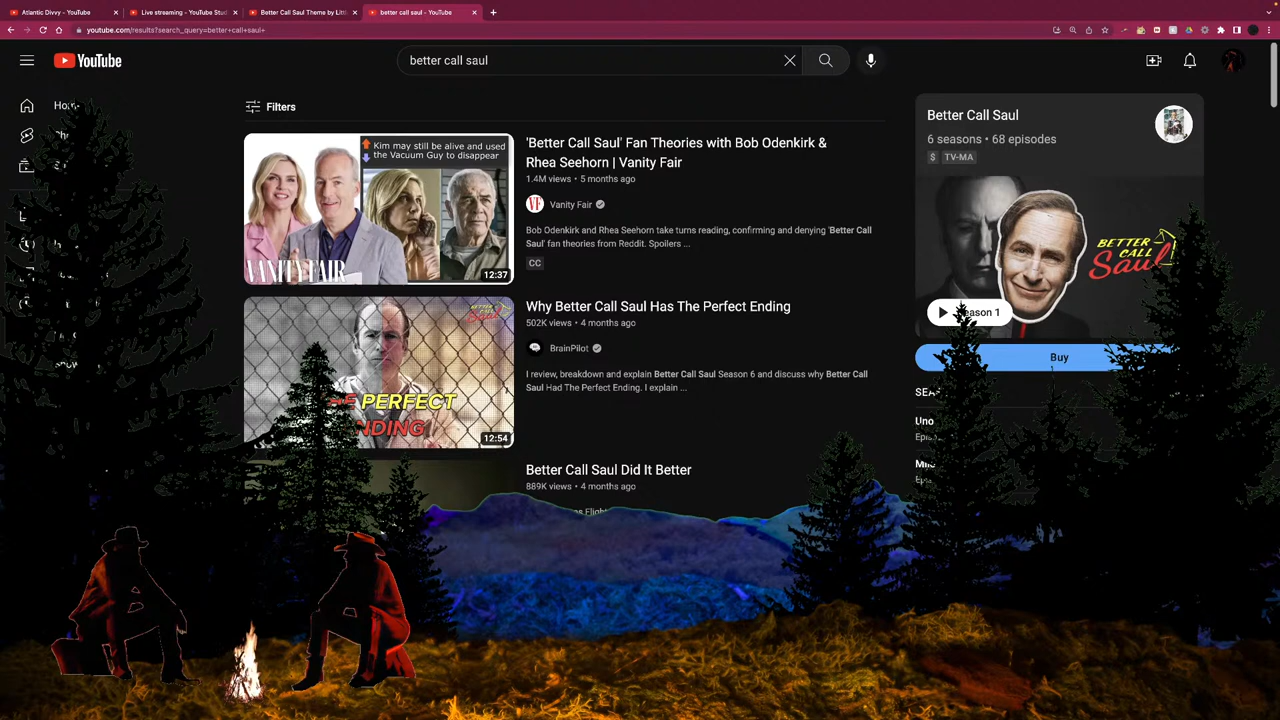 Atlantic Divvy - YouTube
Live streaming - YouTube Stud
Better Call Saul Theme by Littl
better call saul - YouTube
youtube.com/results?search_query=better+call+saul+
YouTube
better call saul
Filters
Kim may still be alive and used
the Vacuum Guy to disappear
VANITY FAIR
12:37
'Better Call Saul' Fan Theories with Bob Odenkirk &
Rhea Seehorn | Vanity Fair
1.4M views • 5 months ago
VF
Vanity Fair
Bob Odenkirk and Rhea Seehorn take turns reading, confirming and denying 'Better Call
Saul' fan theories from Reddit. Spoilers ...
CC
PERFECT
12:54
Why Better Call Saul Has The Perfect Ending
502K views • 4 months ago
BrainPilot
I review, breakdown and explain Better Call Saul Season 6 and discuss why Better Call
Saul Had The Perfect Ending. I explain ...
Better Call Saul Did It Better
889K views • 4 months ago
Better Call Saul
6 seasons • 68 episodes
$ TV-MA
BETTER
CALL
Saul
Season 1
Buy
Uno